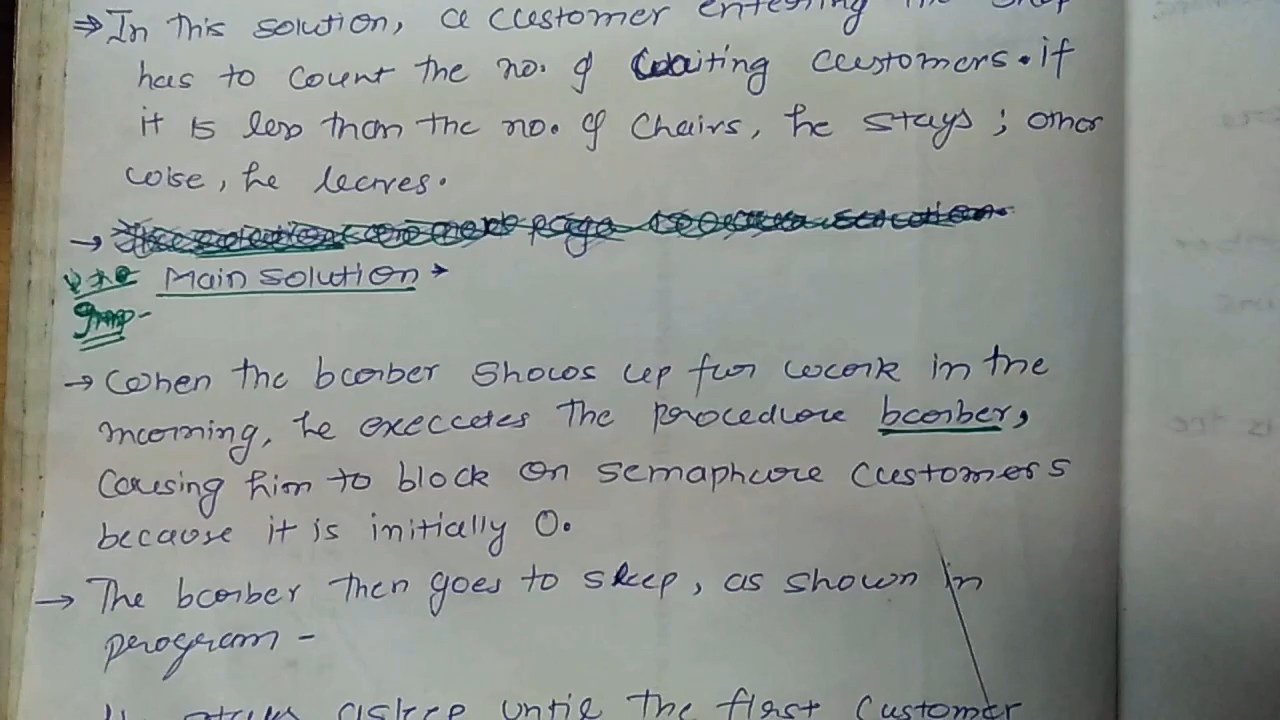 ⇒ In this solution, a customer entering the shop
has to count the no. of waiting customers. if
it is less than the no. of chairs, he stays ; other
wise, he leaves.
→
Main solution →
Imp-
→ When the barber shows up for work in the
morning, he executes the procedure barber,
causing him to block on semaphore customers
because it is initially 0.
→ The barber then goes to sleep, as shown in
program -
asleep until the first customer